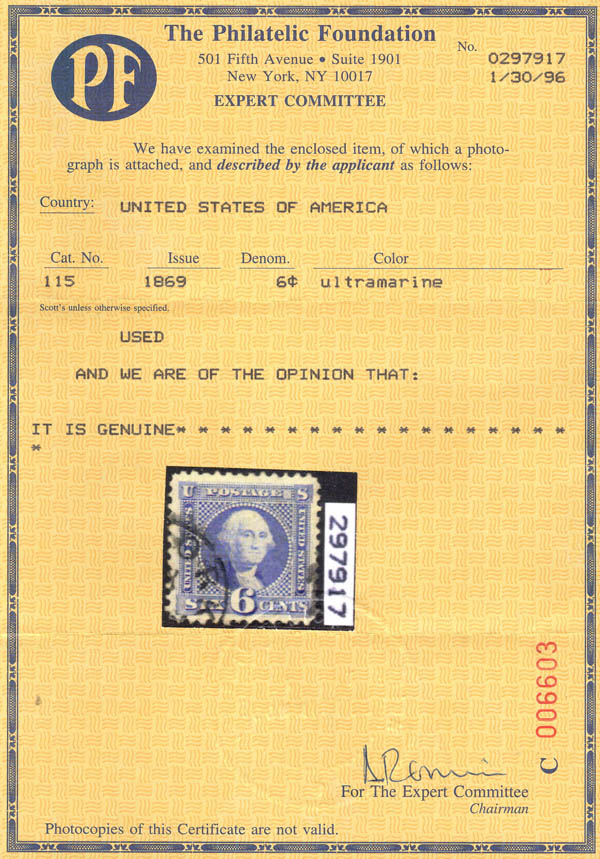 The Philatelic Foundation
PF
501 Fifth Avenue • Suite 1901
New York, NY 10017
EXPERT COMMITTEE
No. 0297917
1/30/96
We have examined the enclosed item, of which a photo-
graph is attached, and described by the applicant as follows:
Country: UNITED STATES OF AMERICA
Cat. No. Issue Denom. Color
115 1869 6¢ ultramarine
Scott's unless otherwise specified.
USED
AND WE ARE OF THE OPINION THAT:
IT IS GENUINE* * * * * * * * * * * * * * * * * *
*
U POSTAGE S
UNITED STATES
UNITED STATES
SIX 6 CENTS
297917
C 006603
For The Expert Committee
Chairman
Photocopies of this Certificate are not valid.